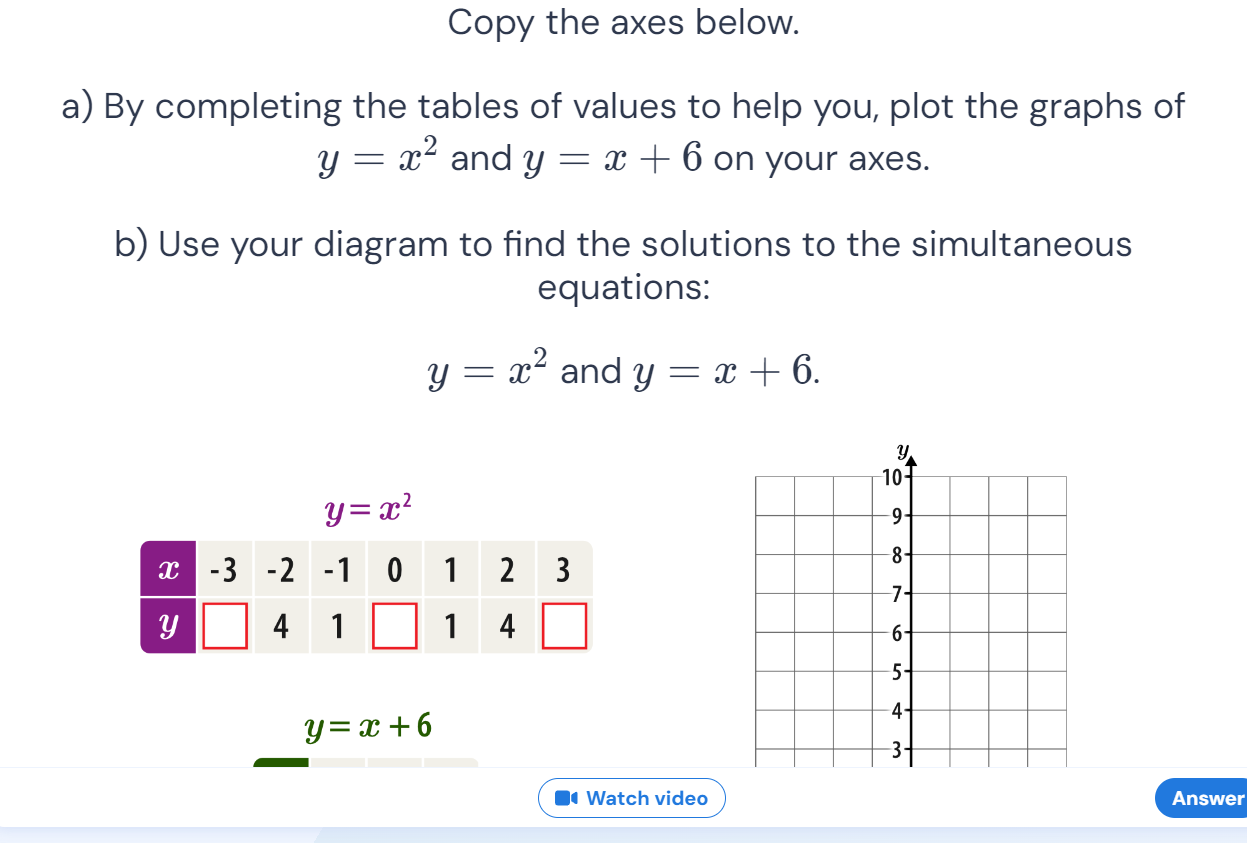 Copy the axes below.
a) By completing the tables of values to help you, plot the graphs of
y = x² and y = x + 6 on your axes.
b) Use your diagram to find the solutions to the simultaneous
equations:
y = x² and y = x + 6.
y = x²
x -3 -2 -1 0 1 2 3
y 4 1 1 4
y = x + 6
y
10
9
8
7
6
5
4
3
Watch video
Answer